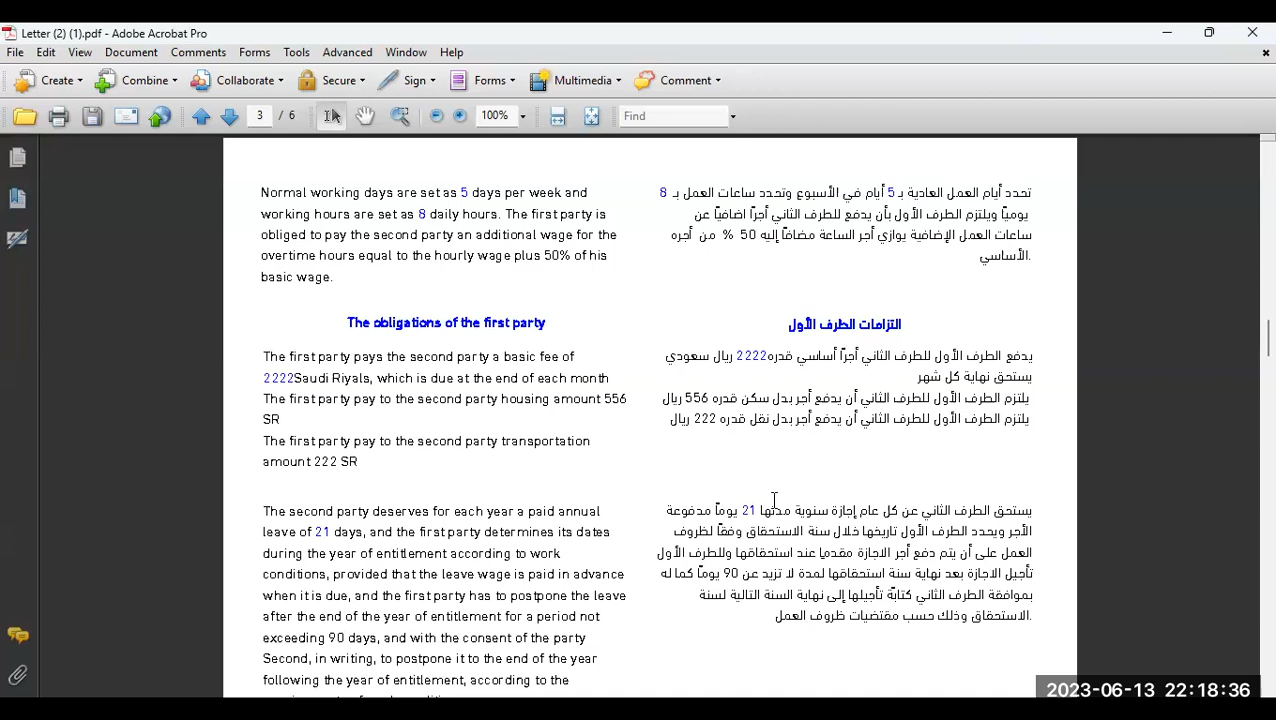 Letter (2) (1).pdf - Adobe Acrobat Pro
File Edit View Document Comments Forms Tools Advanced Window Help
Create Combine Collaborate Secure Sign Forms Multimedia Comment
3 / 6 100% Find
Normal working days are set as 5 days per week and
working hours are set as 8 daily hours. The first party is
obliged to pay the second party an additional wage for the
overtime hours equal to the hourly wage plus 50% of his
basic wage.
تحدد أيام العمل العادية بـ 5 أيام في الأسبوع وتحدد ساعات العمل بـ 8
يومياً ويلتزم الطرف الأول بأن يدفع للطرف الثاني أجرًا اضافيًا عن
ساعات العمل الإضافية يوازي أجر الساعة مضافًا إليه 50 % من أجره
الأساسي.
The obligations of the first party
التزامات الطرف الأول
The first party pays the second party a basic fee of
2222Saudi Riyals, which is due at the end of each month
The first party pay to the second party housing amount 556
SR
The first party pay to the second party transportation
amount 222 SR
يدفع الطرف الأول للطرف الثاني أجرًا أساسي قدره2222 ريال سعودي
يستحق نهاية كل شهر
يلتزم الطرف الأول للطرف الثاني أن يدفع أجر بدل سكن قدره 556 ريال
يلتزم الطرف الأول للطرف الثاني أن يدفع أجر بدل نقل قدره 222 ريال
The second party deserves for each year a paid annual
leave of 21 days, and the first party determines its dates
during the year of entitlement according to work
conditions, provided that the leave wage is paid in advance
when it is due, and the first party has to postpone the leave
after the end of the year of entitlement for a period not
exceeding 90 days, and with the consent of the party
Second, in writing, to postpone it to the end of the year
following the year of entitlement, according to the
يستحق الطرف الثاني عن كل عام إجازة سنوية مدتها 21 يومًا مدفوعة
الأجر ويحدد الطرف الأول تاريخها خلال سنة الاستحقاق وفقًا لظروف
العمل على أن يتم دفع أجر الاجازة مقدميا عند استحقاقها وللطرف الأول
تأجيل الاجازة بعد نهاية سنة استحقاقها لمدة لا تزيد عن 90 يومًا كما له
بموافقة الطرف الثاني كتابًة تأجيلها إلى نهاية السنة التالية لسنة
الاستحقاق وذلك حسب مقتضيات ظروف العمل.
2023-06-13 22:18:36